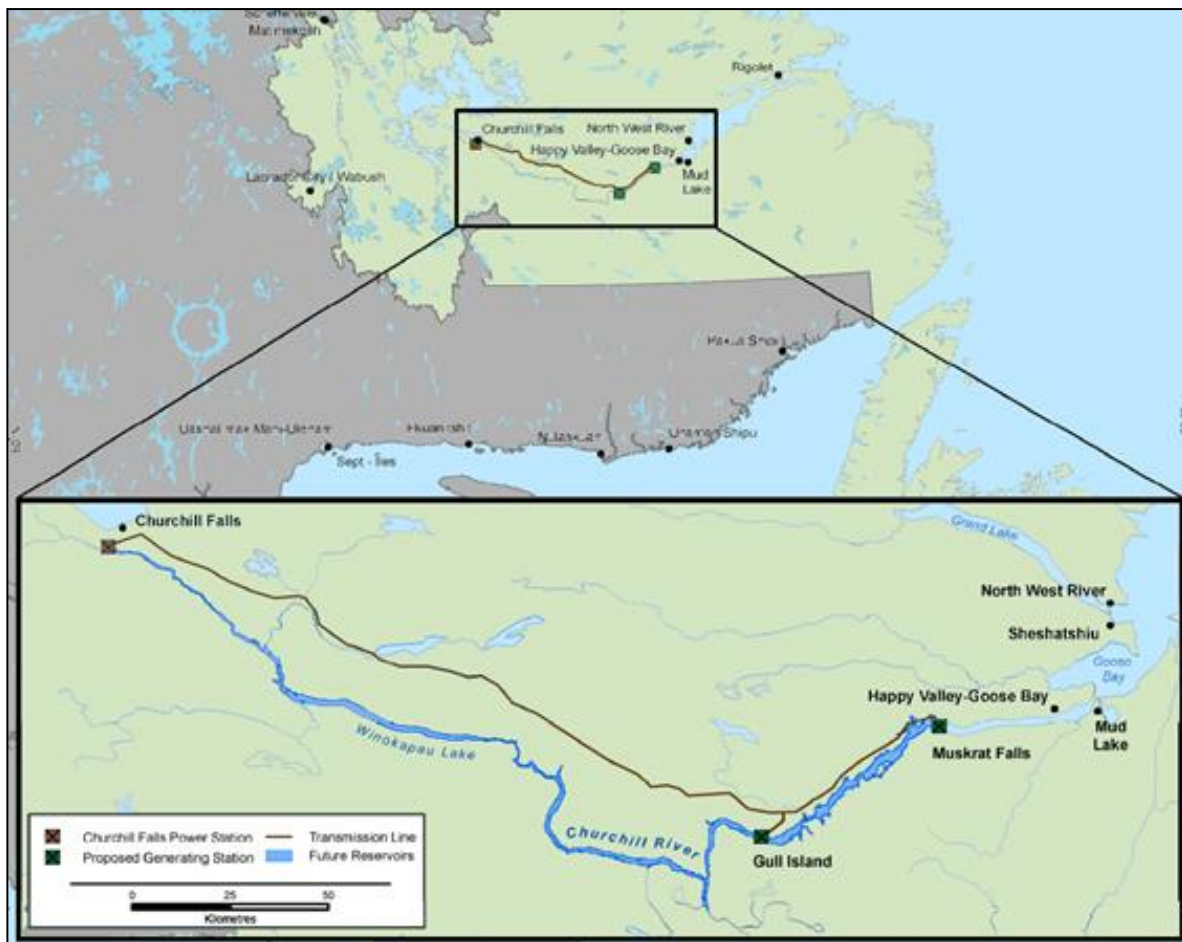 Rigolet
Churchill Falls
North West River
Happy Valley-Goose Bay
Mud
Lake
Labrador City / Wabush
Sept - Îles
Churchill Falls
Grand Lake
North West River
Sheshatshiu
Goose
Bay
Happy Valley-Goose Bay
Mud
Lake
Winokapau Lake
Muskrat Falls
Churchill River
Gull Island
Churchill Falls Power Station
Transmission Line
Proposed Generating Station
Future Reservoirs
0
25
50
Kilometres